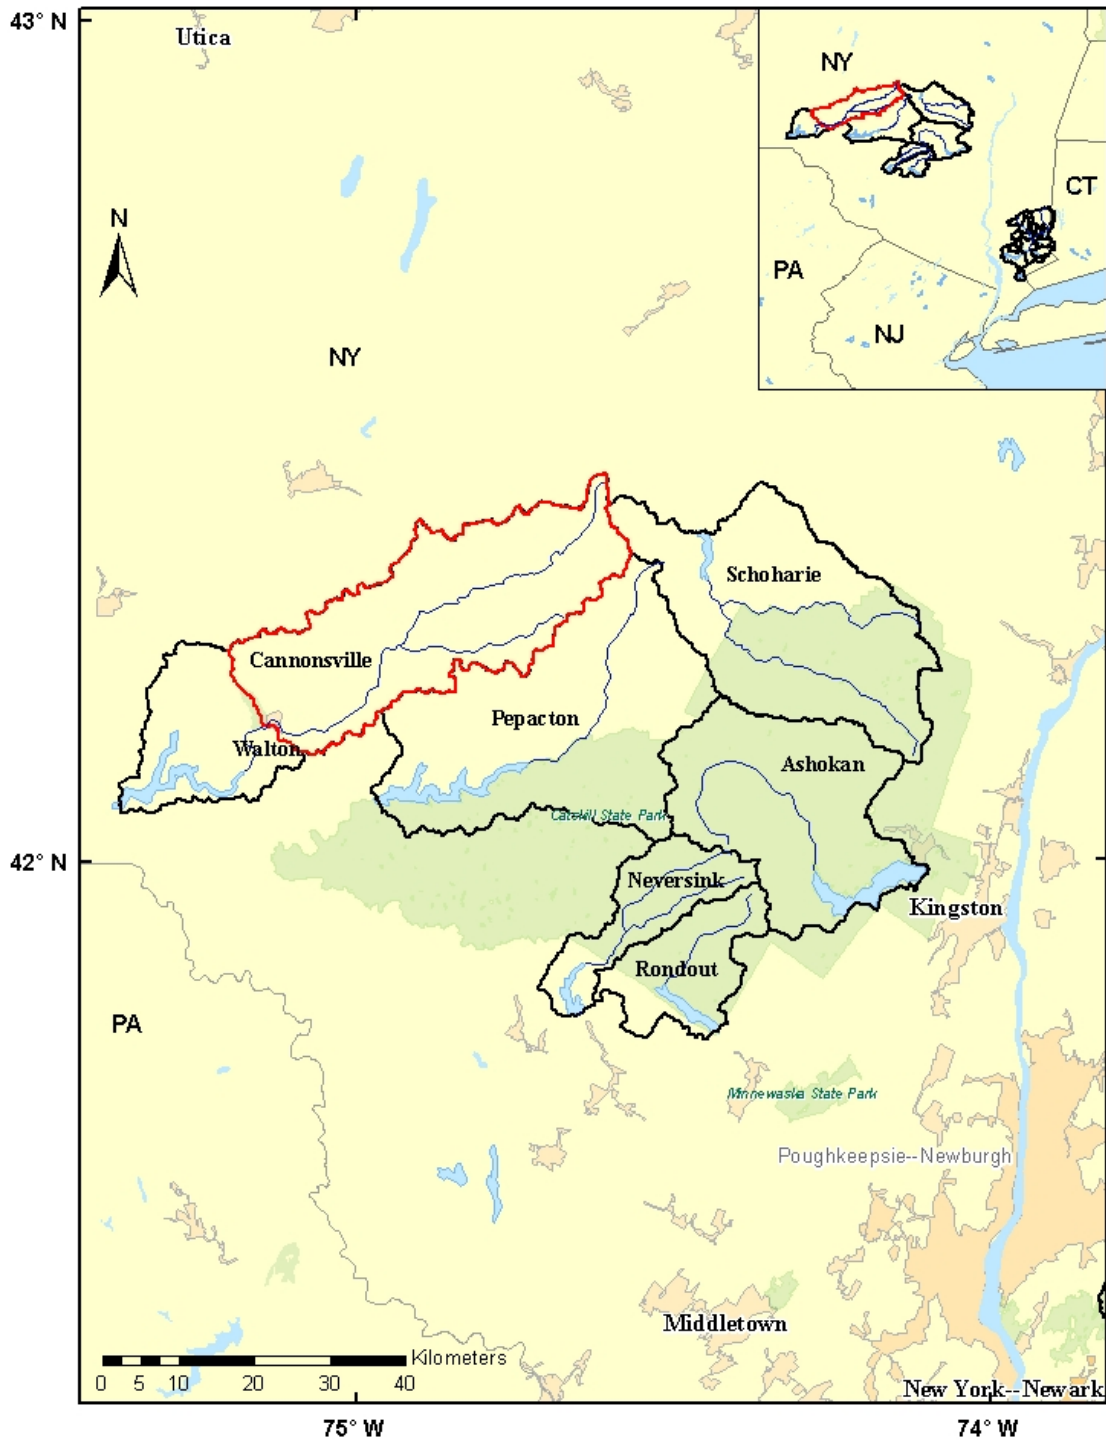 43° N
Utica
NY
CT
PA
NJ
N
NY
Schoharie
Cannonsville
Pepacton
Walton
Ashokan
Catskill State Park
42° N
Neversink
Kingston
Rondout
PA
Minnewaska State Park
Poughkeepsie--Newburgh
Middletown
Kilometers
0 5 10 20 30 40
New York--Newark
75° W
74° W